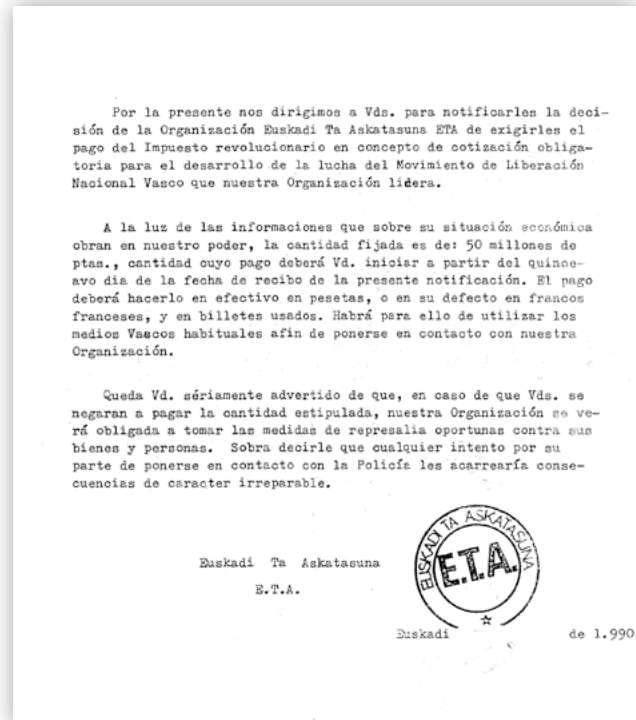 Por la presente nos dirigimos a Vds. para notificarles la deci-
sión de la Organización Euskadi Ta Askatasuna ETA de exigirles el
pago del Impuesto revolucionario en concepto de cotización obliga-
toria para el desarrollo de la lucha del Movimiento de Liberación
Nacional Vasco que nuestra Organización lidera.
A la luz de las informaciones que sobre su situación económica
obran en nuestro poder, la cantidad fijada es de: 50 millones de
ptas., cantidad cuyo pago deberá Vd. iniciar a partir del quince-
avo dia de la fecha de recibo de la presente notificación. El pago
deberá hacerlo en efectivo en pesetas, o en su defecto en francos
franceses, y en billetes usados. Habrá para ello de utilizar los
medios Vascos habituales afin de ponerse en contacto con nuestra
Organización.
Queda Vd. sériamente advertido de que, en caso de que Vds. se
negaran a pagar la cantidad estipulada, nuestra Organización se ve-
rá obligada a tomar las medidas de represalia oportunas contra sus
bienes y personas. Sobra decirle que cualquier intento por su
parte de ponerse en contacto con la Policía les acarrearía conse-
cuencias de caracter irreparable.
Euskadi Ta Askatasuna
E.T.A.
EUSKADI TA ASKATASUNA
E.T.A.
Euskadi de 1.990